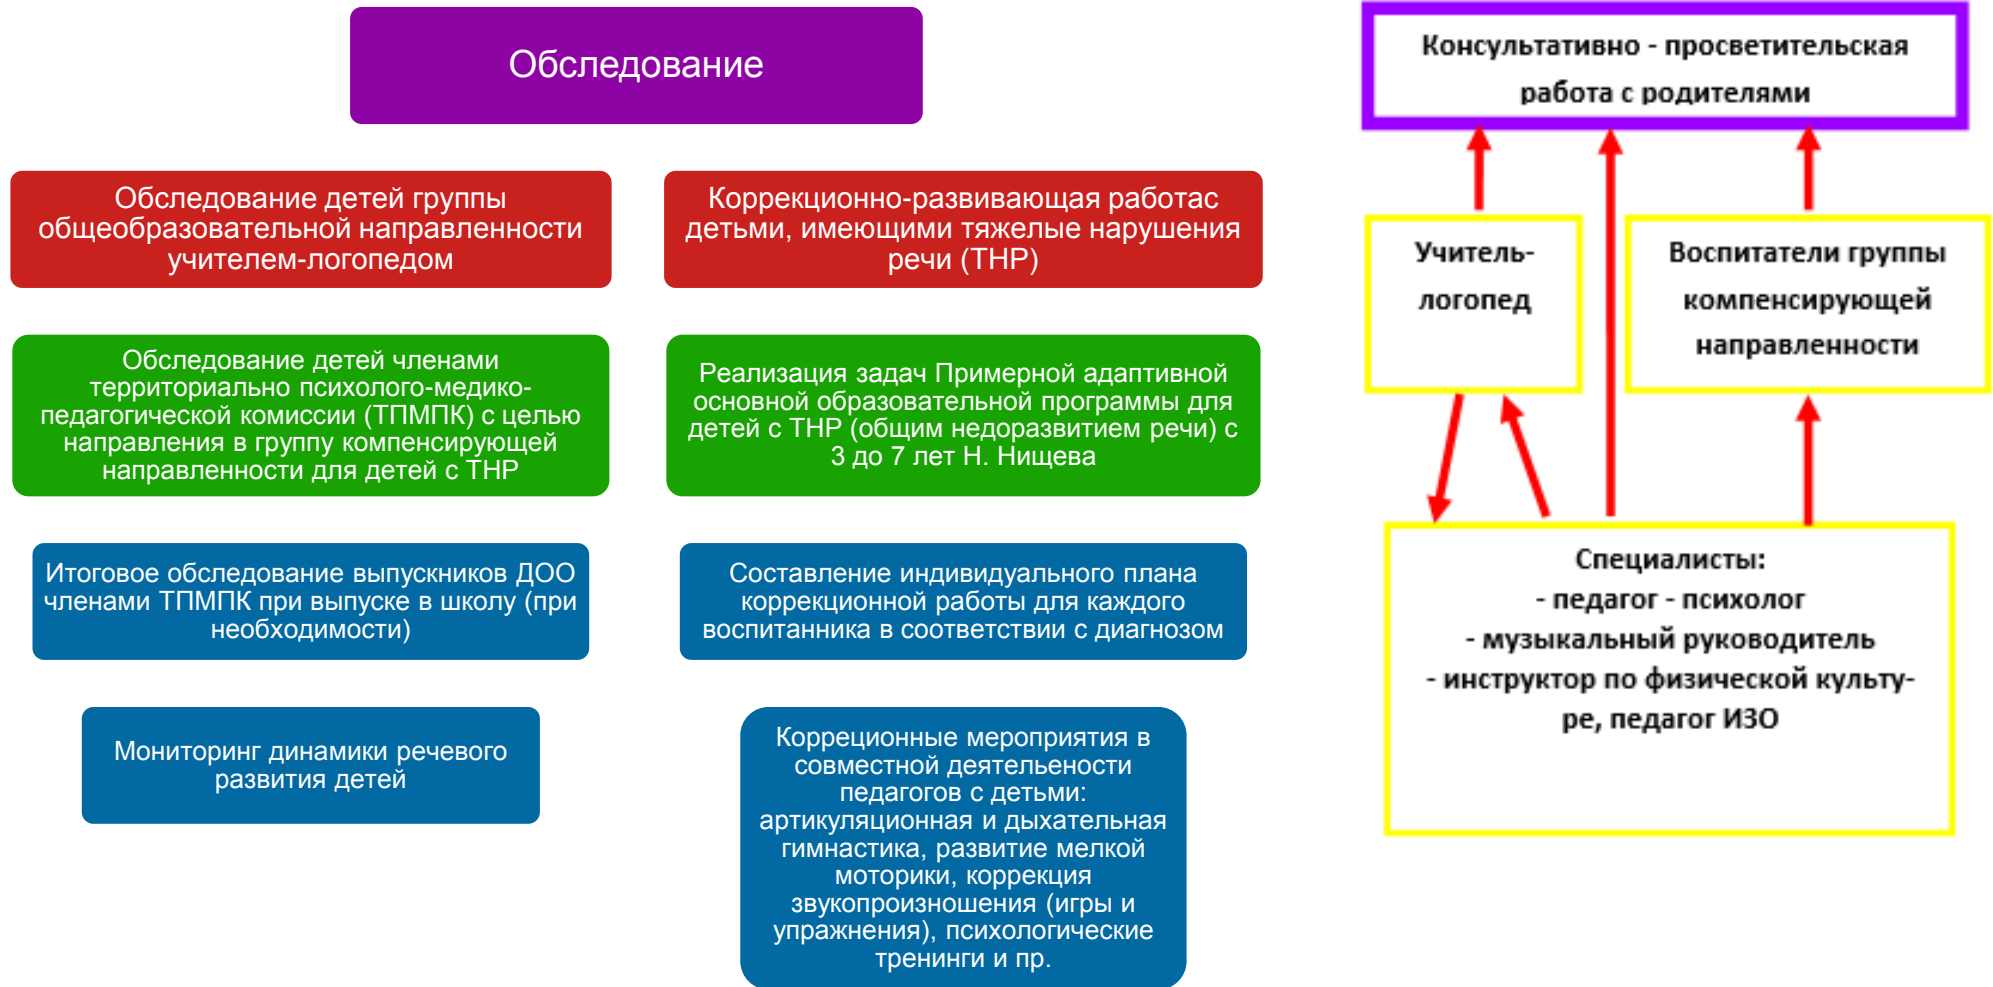 Обследование
Обследование детей группы
общеобразовательной направленности
учителем-логопедом
Коррекционно-развивающая работас
детьми, имеющими тяжелые нарушения
речи (ТНР)
Обследование детей членами
территориально психолого-медико-
педагогической комиссии (ТПМПК) с целью
направления в группу компенсирующей
направленности для детей с ТНР
Реализация задач Примерной адаптивной
основной образовательной программы для
детей с ТНР (общим недоразвитием речи) с
3 до 7 лет Н. Нищева
Итоговое обследование выпускников ДОО
членами ТПМПК при выпуске в школу (при
необходимости)
Составление индивидуального плана
коррекционной работы для каждого
воспитанника в соответствии с диагнозом
Мониторинг динамики речевого
развития детей
Корреционные мероприятия в
совместной деятельености
педагогов с детьми:
артикуляционная и дыхательная
гимнастика, развитие мелкой
моторики, коррекция
звукопроизношения (игры и
упражнения), психологические
тренинги и пр.
Консультативно - просветительская
работа с родителями
Учитель-
логопед
Воспитатели группы
компенсирующей
направленности
Специалисты:
- педагог - психолог
- музыкальный руководитель
- инструктор по физической культу-
ре, педагог ИЗО